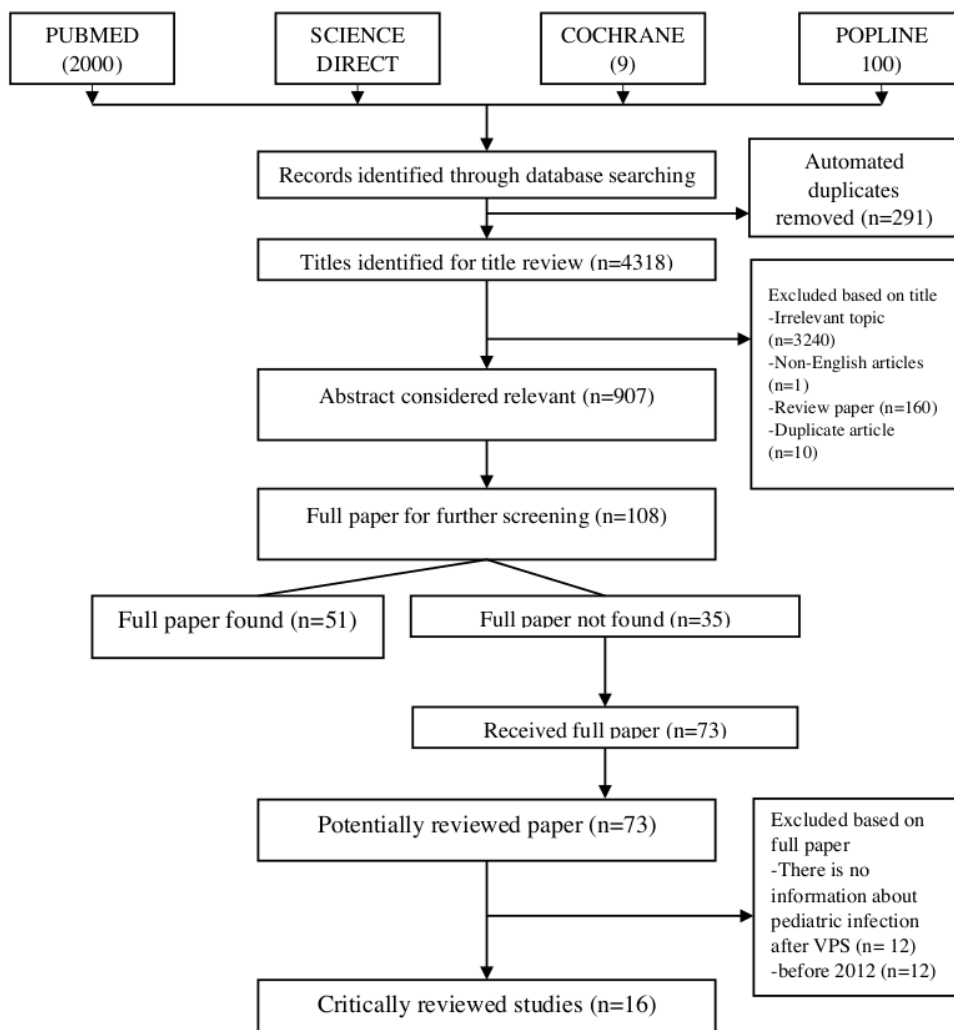 PUBMED
(2000)
SCIENCE
DIRECT
COCHRANE
(9)
POPLINE
100)
Records identified through database searching
Automated
duplicates
removed (n=291)
Titles identified for title review (n=4318)
Excluded based on title
-Irrelevant topic
(n=3240)
-Non-English articles
(n=1)
-Review paper (n=160)
-Duplicate article
(n=10)
Abstract considered relevant (n=907)
Full paper for further screening (n=108)
Full paper found (n=51)
Full paper not found (n=35)
Received full paper (n=73)
Potentially reviewed paper (n=73)
Excluded based on
full paper
-There is no
information about
pediatric infection
after VPS (n= 12)
-before 2012 (n=12)
Critically reviewed studies (n=16)